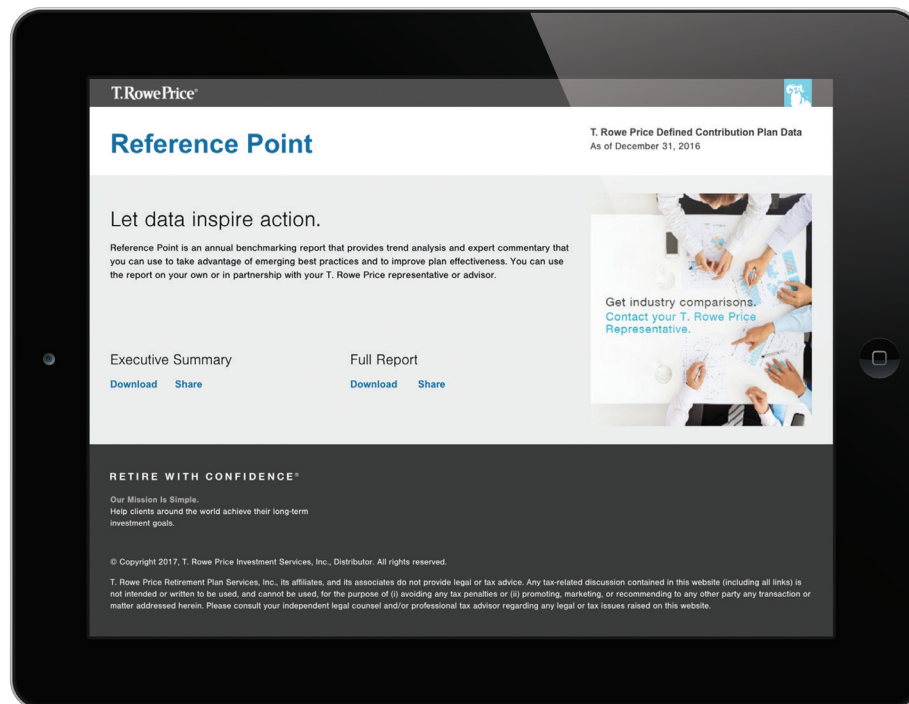 T.RowePrice®
Reference Point
T. Rowe Price Defined Contribution Plan Data
As of December 31, 2016
Let data inspire action.
Reference Point is an annual benchmarking report that provides trend analysis and expert commentary that
you can use to take advantage of emerging best practices and to improve plan effectiveness. You can use
the report on your own or in partnership with your T. Rowe Price representative or advisor.
Get industry comparisons.
Contact your T. Rowe Price
Representative.
Executive Summary
Download Share
Full Report
Download Share
RETIRE WITH CONFIDENCE®
Our Mission Is Simple.
Help clients around the world achieve their long-term
investment goals.
© Copyright 2017, T. Rowe Price Investment Services, Inc., Distributor. All rights reserved.
T. Rowe Price Retirement Plan Services, Inc., its affiliates, and its associates do not provide legal or tax advice. Any tax-related discussion contained in this website (including all links) is
not intended or written to be used, and cannot be used, for the purpose of (i) avoiding any tax penalties or (ii) promoting, marketing, or recommending to any other party any transaction or
matter addressed herein. Please consult your independent legal counsel and/or professional tax advisor regarding any legal or tax issues raised on this website.